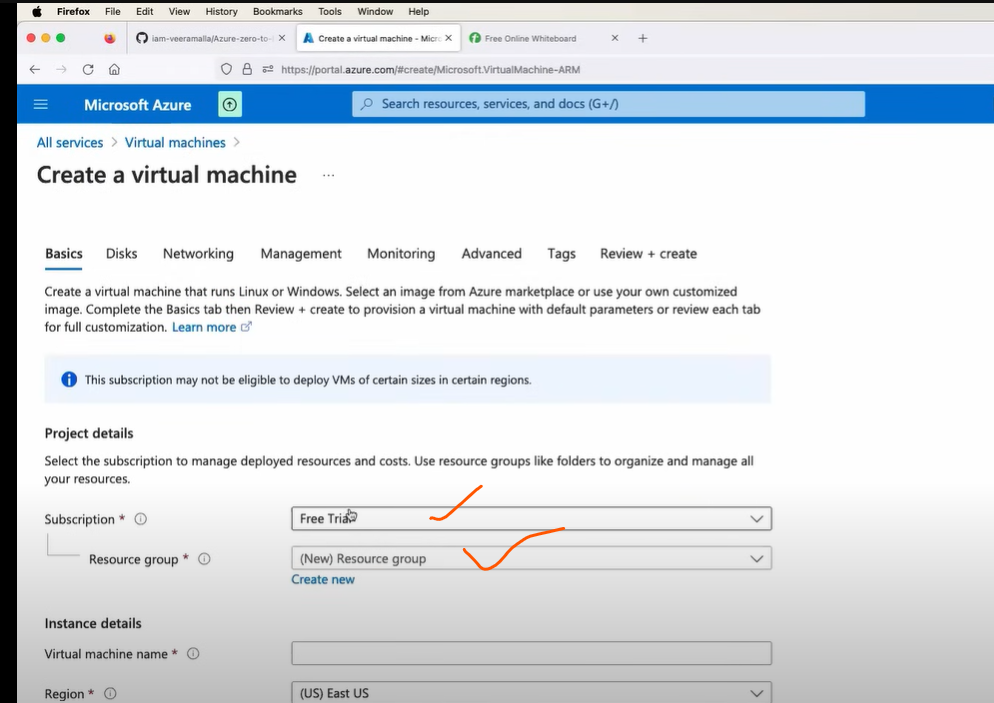 Firefox File Edit View History Bookmarks Tools Window Help
iam-veeramalla/Azure-zero-to- Create a virtual machine - Micro Free Online Whiteboard
https://portal.azure.com/#create/Microsoft.VirtualMachine-ARM
Microsoft Azure Search resources, services, and docs (G+/)
All services > Virtual machines >
Create a virtual machine ...
Basics Disks Networking Management Monitoring Advanced Tags Review + create
Create a virtual machine that runs Linux or Windows. Select an image from Azure marketplace or use your own customized
image. Complete the Basics tab then Review + create to provision a virtual machine with default parameters or review each tab
for full customization. Learn more
This subscription may not be eligible to deploy VMs of certain sizes in certain regions.
Project details
Select the subscription to manage deployed resources and costs. Use resource groups like folders to organize and manage all
your resources.
Subscription * Free Trial
Resource group * (New) Resource group
Create new
Instance details
Virtual machine name *
Region * (US) East US